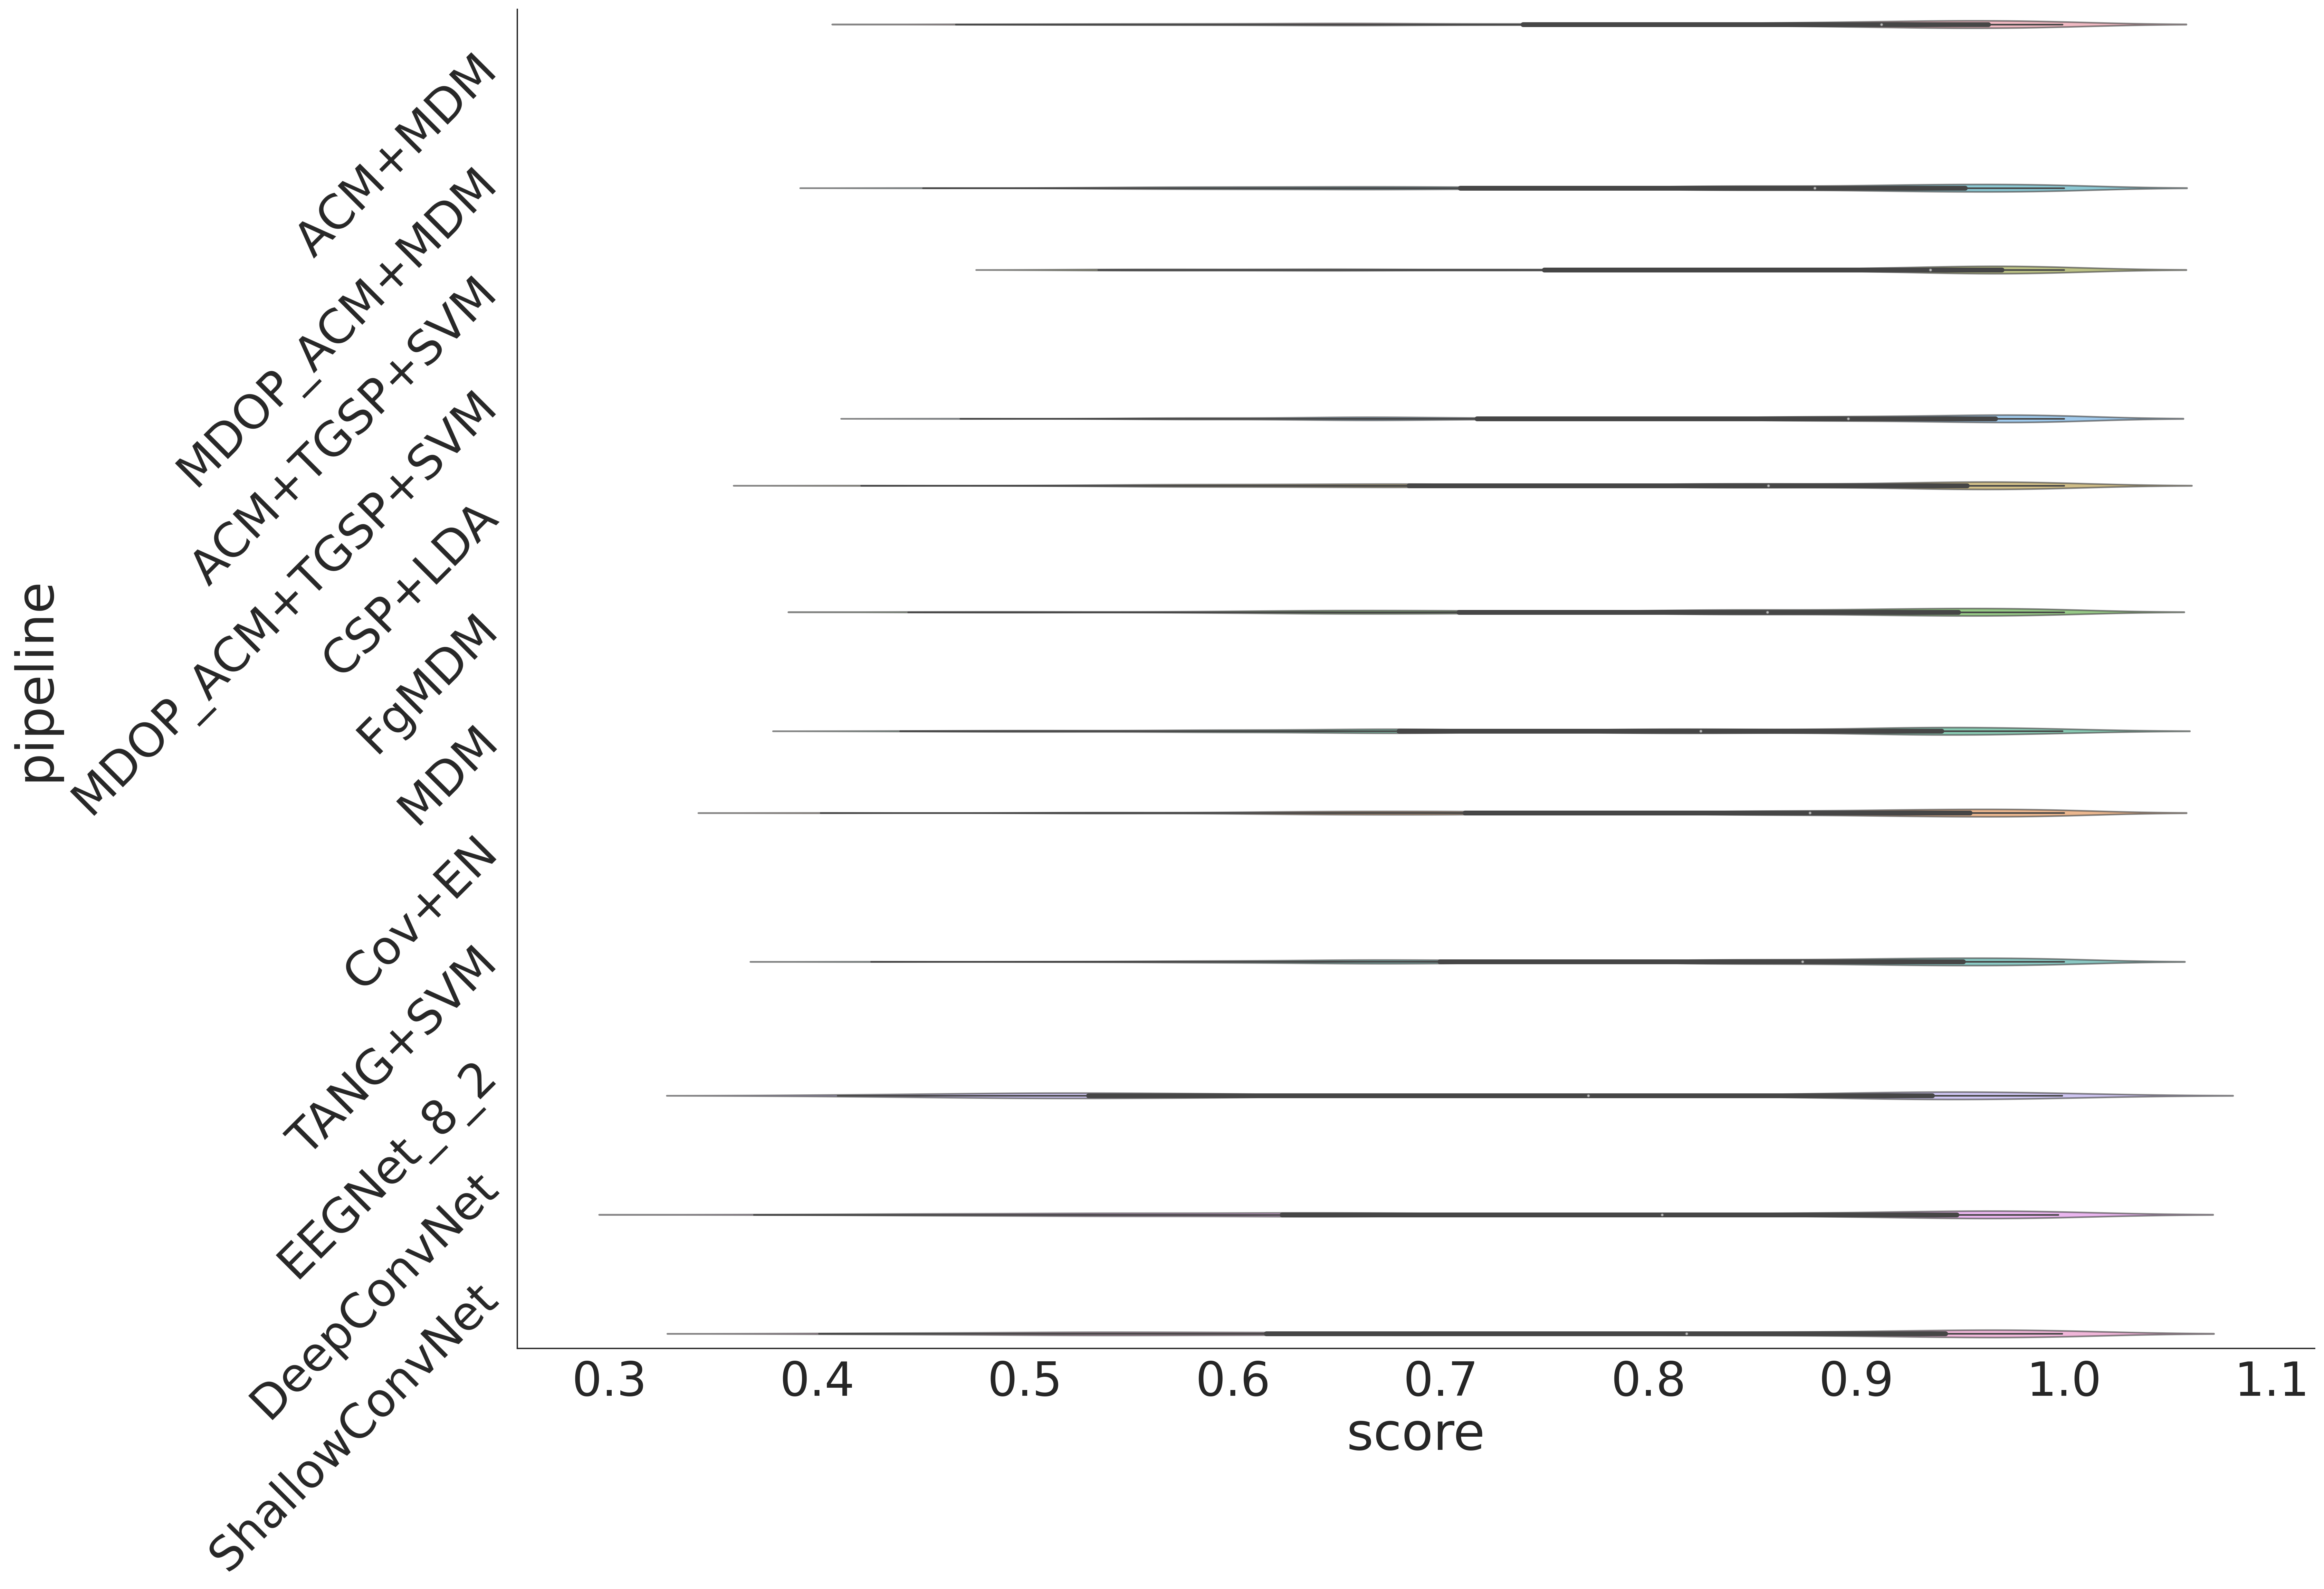 pipeline
ACM+MDM
MDOP_ACM+MDM
ACM+TGSP+SVM
MDOP_ACM+TGSP+SVM
CSP+LDA
FgMDM
MDM
Cov+EN
TANG+SVM
EEGNet_8_2
DeepConvNet
ShallowConvNet
0.3 0.4 0.5 0.6 0.7 0.8 0.9 1.0 1.1
score